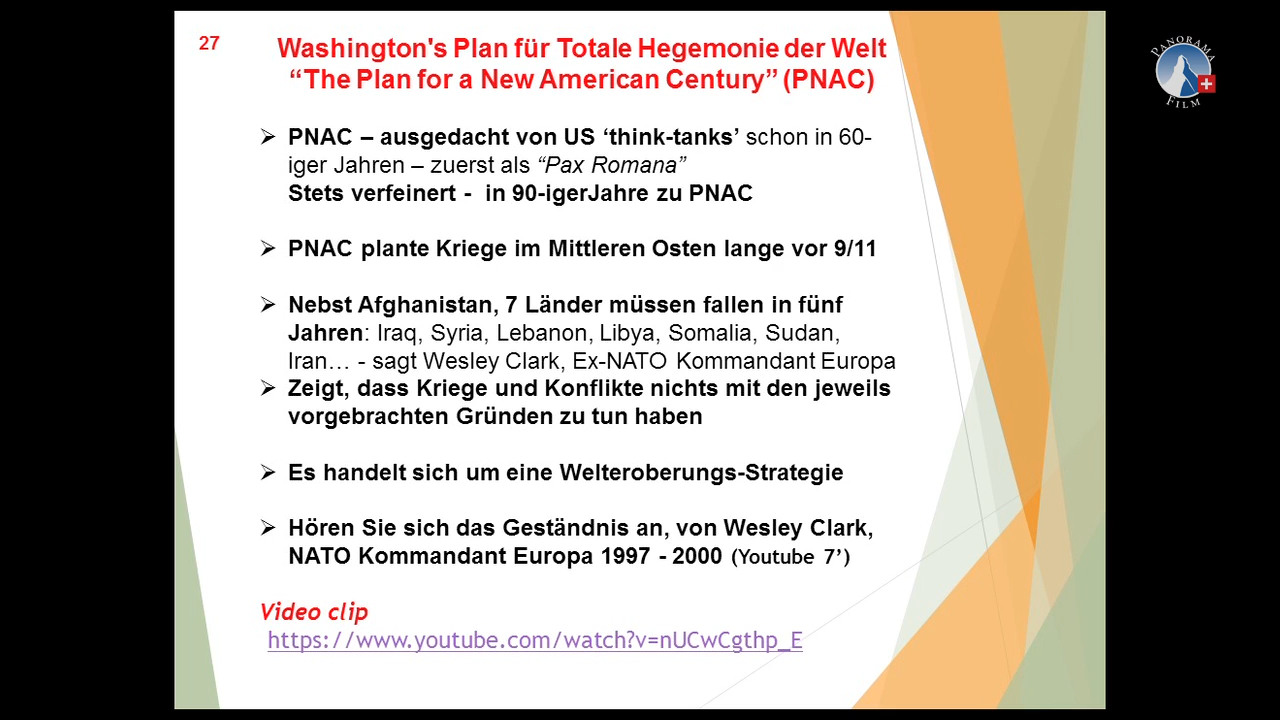 27
Washington's Plan für Totale Hegemonie der Welt
“The Plan for a New American Century” (PNAC)
➢ PNAC – ausgedacht von US ‘think-tanks’ schon in 60-
iger Jahren – zuerst als “Pax Romana”
Stets verfeinert - in 90-igerJahre zu PNAC
➢ PNAC plante Kriege im Mittleren Osten lange vor 9/11
➢ Nebst Afghanistan, 7 Länder müssen fallen in fünf
Jahren: Iraq, Syria, Lebanon, Libya, Somalia, Sudan,
Iran… - sagt Wesley Clark, Ex-NATO Kommandant Europa
➢ Zeigt, dass Kriege und Konflikte nichts mit den jeweils
vorgebrachten Gründen zu tun haben
➢ Es handelt sich um eine Welteroberungs-Strategie
➢ Hören Sie sich das Geständnis an, von Wesley Clark,
NATO Kommandant Europa 1997 - 2000 (Youtube 7’)
Video clip
https://www.youtube.com/watch?v=nUCwCgthp_E
PANORAMA
FILM